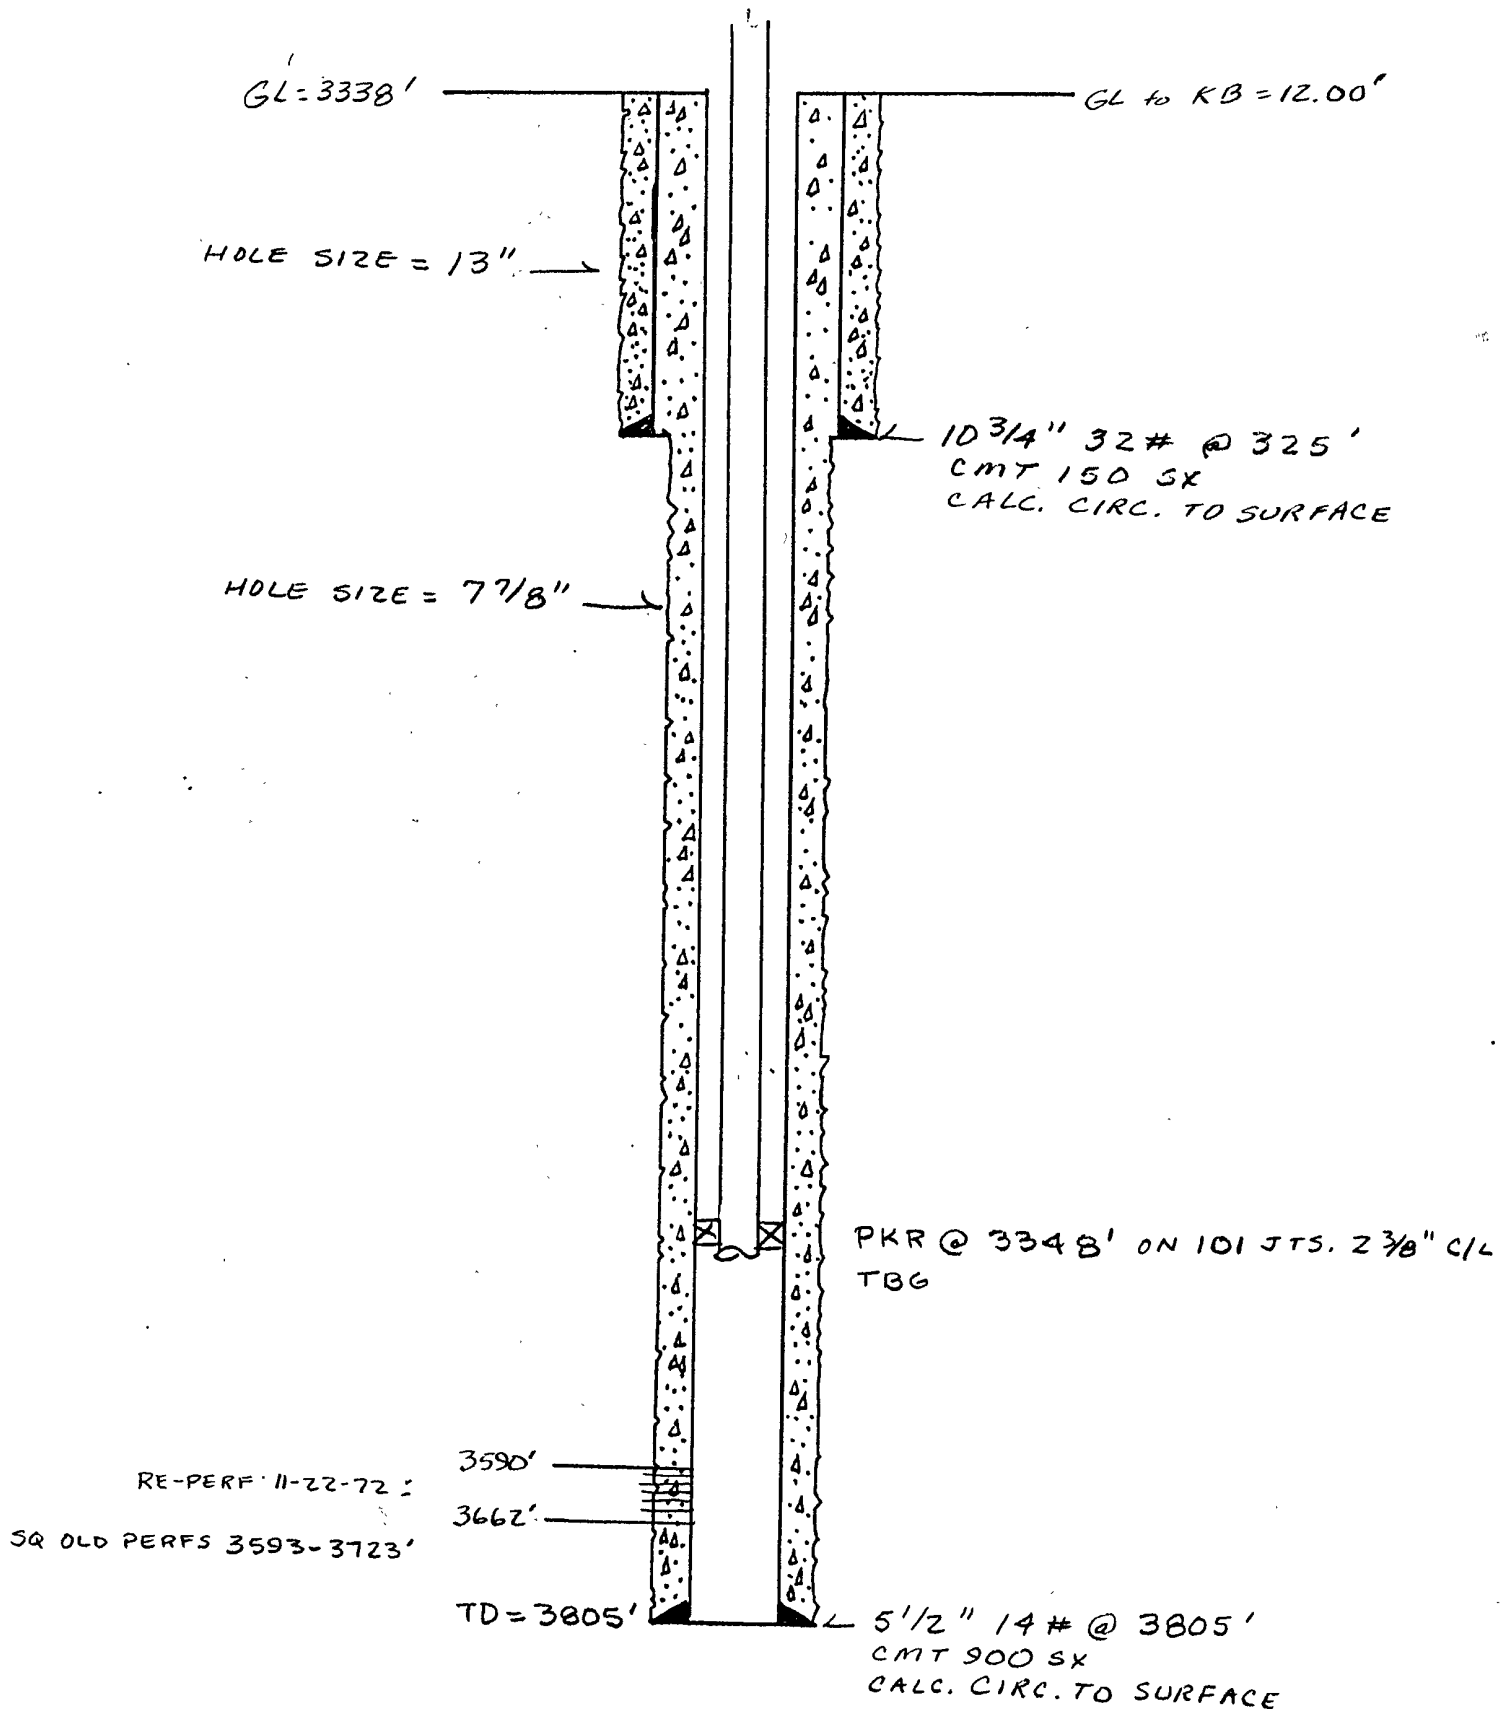 GL = 3338'
GL to KB = 12.00'
HOLE SIZE = 13"
10 3/4" 32# @ 325'
CMT 150 SX
CALC. CIRC. TO SURFACE
HOLE SIZE = 7 7/8"
PKR @ 3348' ON 101 JTS. 2 3/8" C/L
TBG
3590'
RE-PERF 11-22-72 :
3662'
SQ OLD PERFS 3593-3723'
TD = 3805'
5 1/2" 14# @ 3805'
CMT 900 SX
CALC. CIRC. TO SURFACE